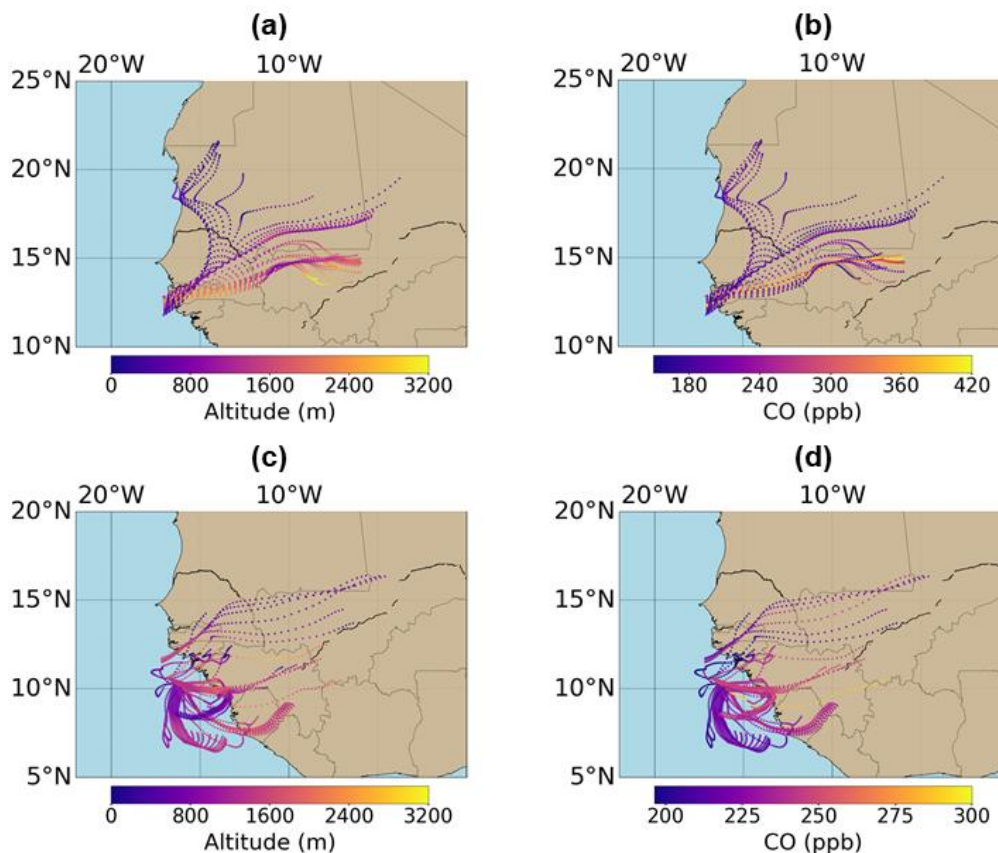 (a) (b)
20°W 10°W 20°W 10°W
25°N 25°N
20°N 20°N
15°N 15°N
10°N 10°N
0 800 1600 2400 3200 180 240 300 360 420
Altitude (m) CO (ppb)
(c) (d)
20°W 10°W 20°W 10°W
20°N 20°N
15°N 15°N
10°N 10°N
5°N 5°N
0 800 1600 2400 3200 200 225 250 275 300
Altitude (m) CO (ppb)